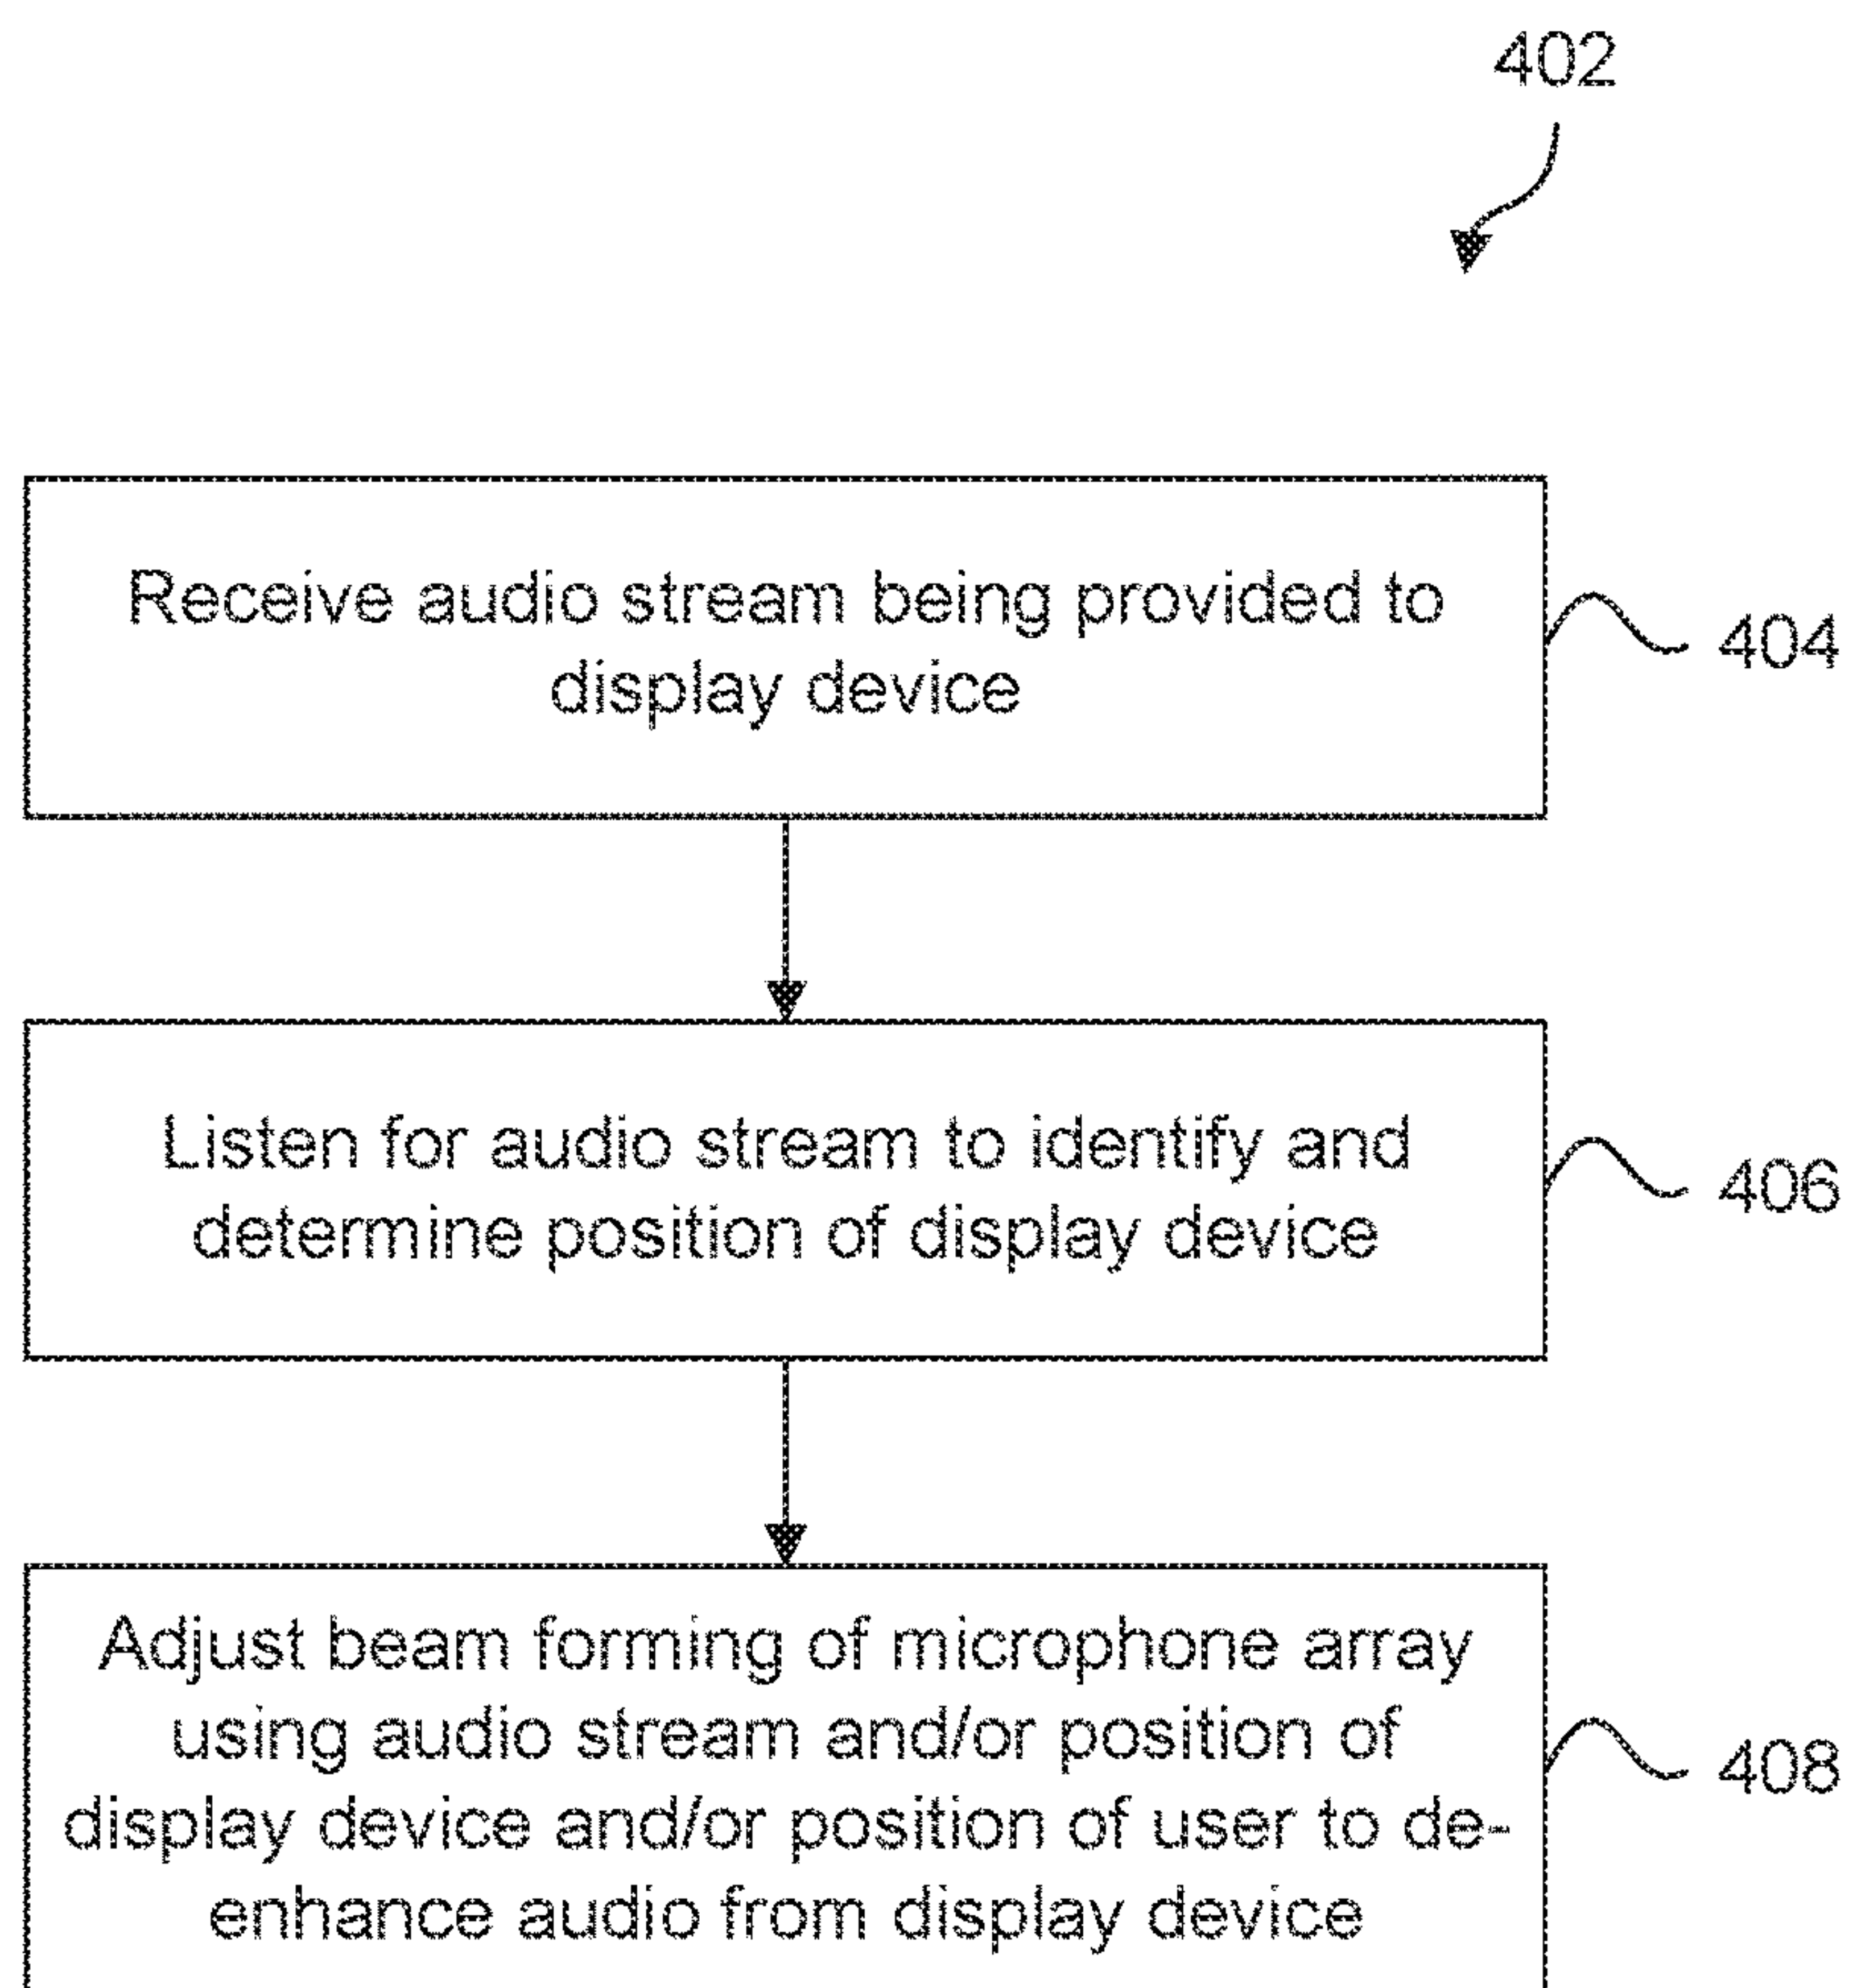 402
Receive audio stream being provided to
display device
404
Listen for audio stream to identify and
determine position of display device
406
Adjust beam forming of microphone array
using audio stream and/or position of
display device and/or position of user to de-
enhance audio from display device
408